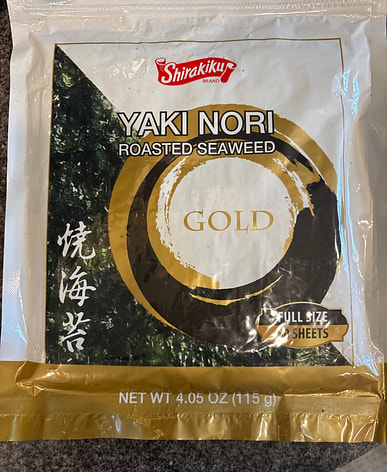 Shirakiku
BRAND
YAKI NORI
ROASTED SEAWEED
GOLD
焼海苔
FULL SIZE
SHEETS
NET WT 4.05 OZ (115 g)